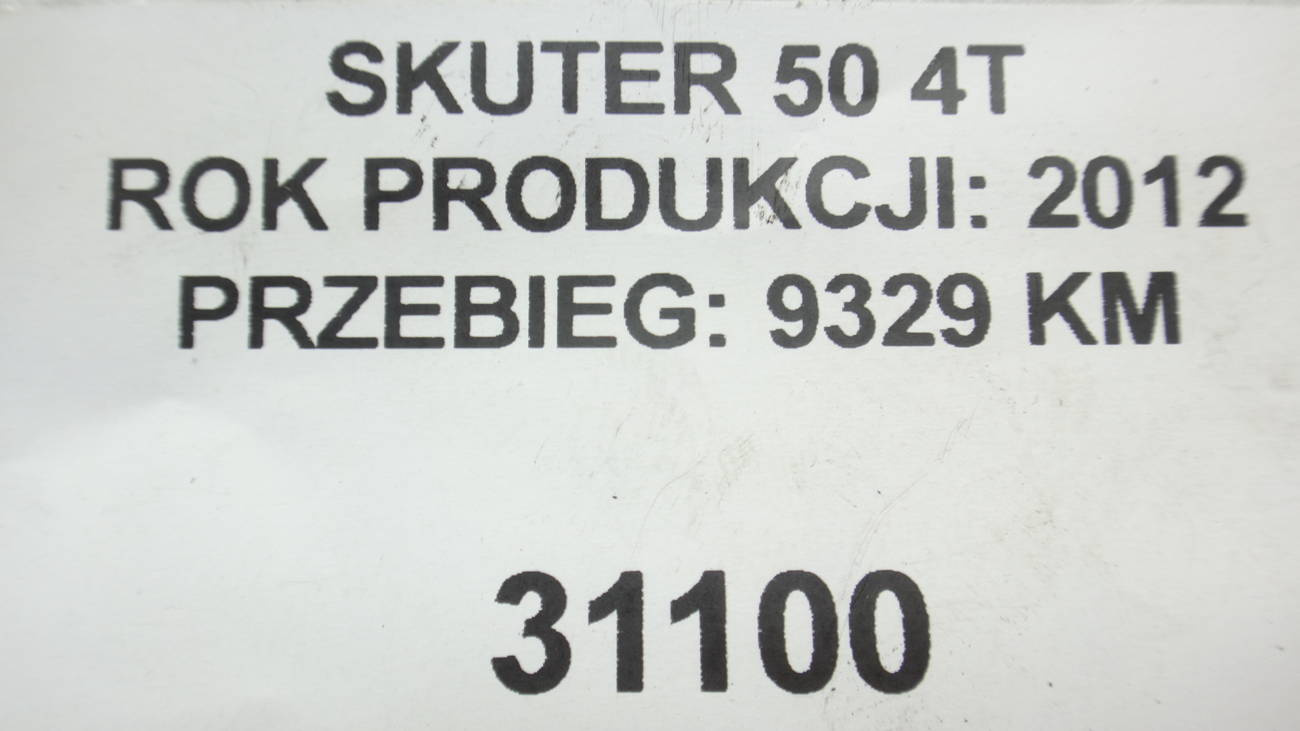 SKUTER 50 4T
ROK PRODUKCJI: 2012
PRZEBIEG: 9329 KM
31100